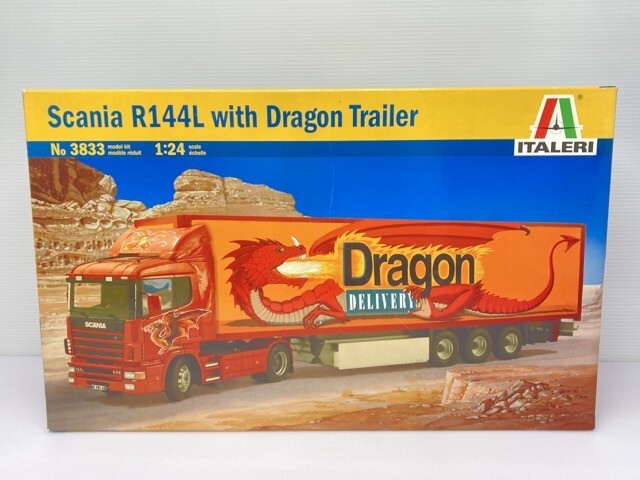 Scania R144L with Dragon Trailer
No 3833 model kit modèle réduit 1:24 scale échelle
ITALERI
Dragon
DELIVERY
SCANIA